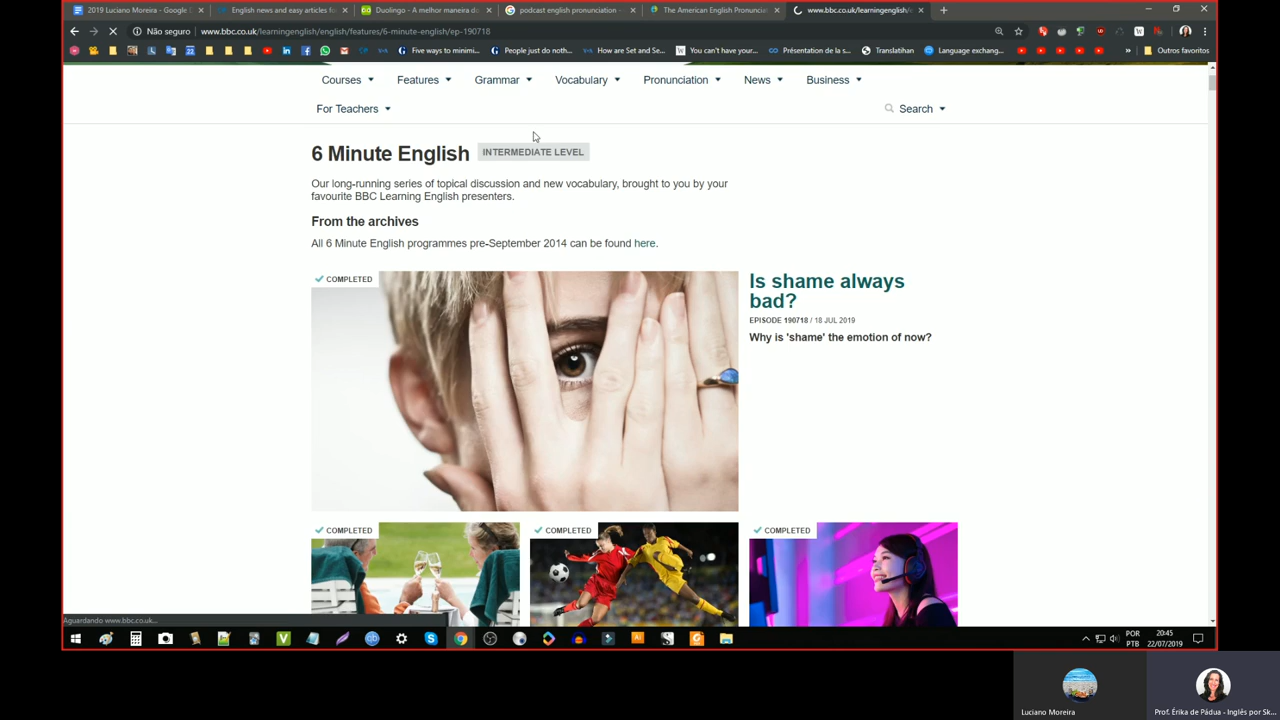 2019 Luciano Moreira - Google
English news and easy articles fo
Duolingo - A melhor maneira d
podcast english pronunciation -
The American English Pronunciat
www.bbc.co.uk/learningenglish/
Não seguro | www.bbc.co.uk/learningenglish/english/features/6-minute-english/ep-190718
Five ways to minimi...
People just do noth...
How are Set and Se...
You can't have your...
Présentation de la s...
Translatihan
Language exchang...
»
Outros favoritos
Courses
Features
Grammar
Vocabulary
Pronunciation
News
Business
For Teachers
Search
6 Minute English
INTERMEDIATE LEVEL
Our long-running series of topical discussion and new vocabulary, brought to you by your
favourite BBC Learning English presenters.
From the archives
All 6 Minute English programmes pre-September 2014 can be found here.
COMPLETED
Is shame always
bad?
EPISODE 190718 / 18 JUL 2019
Why is 'shame' the emotion of now?
COMPLETED
COMPLETED
COMPLETED
Aguardando www.bbc.co.uk...
POR
PTB
20:45
22/07/2019
Luciano Moreira
Prof. Érika de Pádua - Inglês por Sk...